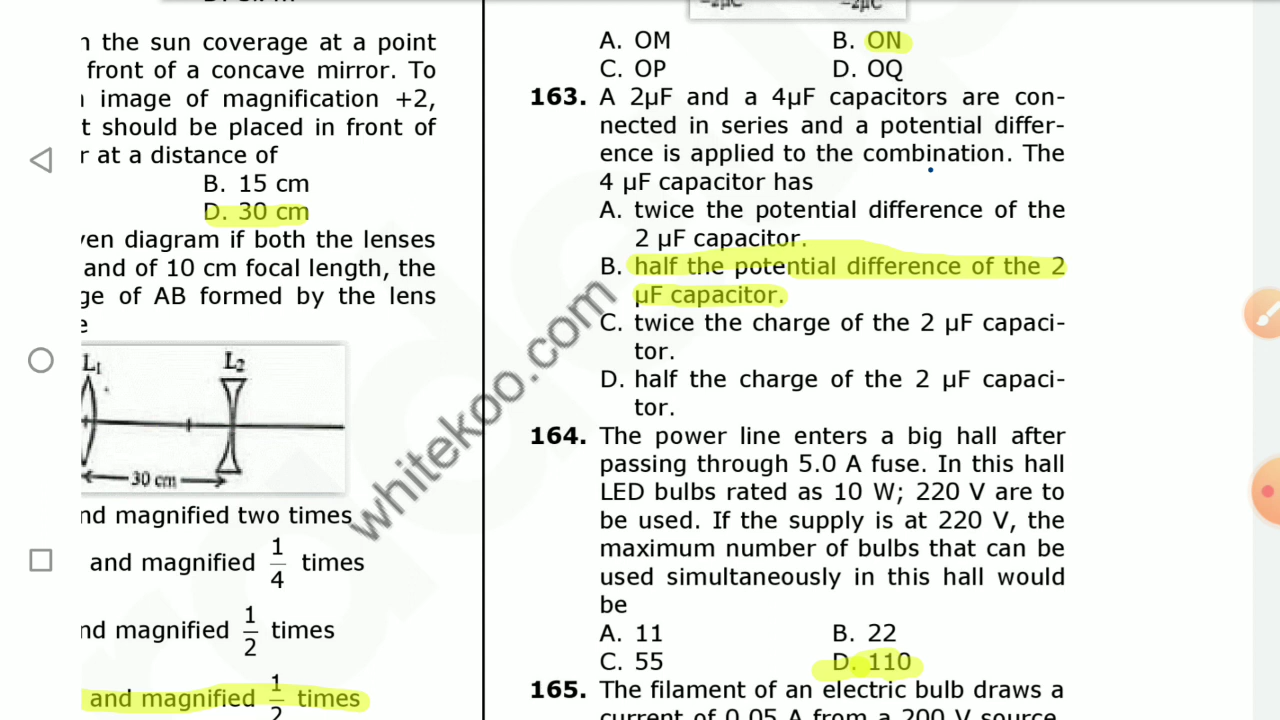 n the sun coverage at a point
front of a concave mirror. To
image of magnification +2,
t should be placed in front of
r at a distance of
B. 15 cm
D. 30 cm
en diagram if both the lenses
and of 10 cm focal length, the
ge of AB formed by the lens
e
L1 L2
30 cm
nd magnified two times
and magnified 1/4 times
nd magnified 1/2 times
and magnified 1/2 times
−2µC −2µC
A. OM B. ON
C. OP D. OQ
163. A 2µF and a 4µF capacitors are con-
nected in series and a potential differ-
ence is applied to the combination. The
4 µF capacitor has
A. twice the potential difference of the
2 µF capacitor.
B. half the potential difference of the 2
µF capacitor.
C. twice the charge of the 2 µF capaci-
tor.
D. half the charge of the 2 µF capaci-
tor.
164. The power line enters a big hall after
passing through 5.0 A fuse. In this hall
LED bulbs rated as 10 W; 220 V are to
be used. If the supply is at 220 V, the
maximum number of bulbs that can be
used simultaneously in this hall would
be
A. 11 B. 22
C. 55 D. 110
165. The filament of an electric bulb draws a
current of 0.05 A from a 200 V source.
whitekoo.com